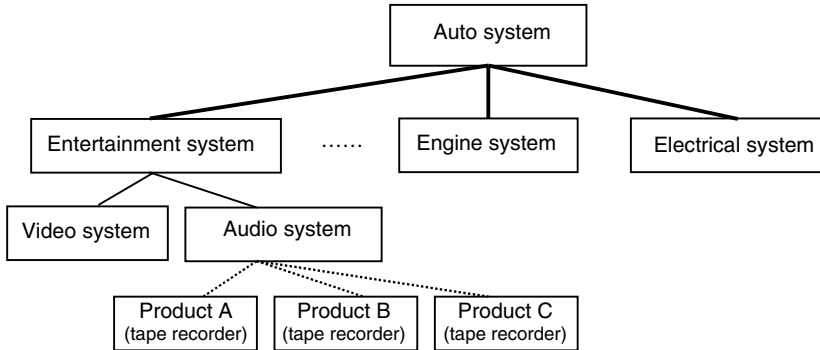 Auto system
Entertainment system
......
Engine system
Electrical system
Video system
Audio system
Product A
(tape recorder)
Product B
(tape recorder)
Product C
(tape recorder)